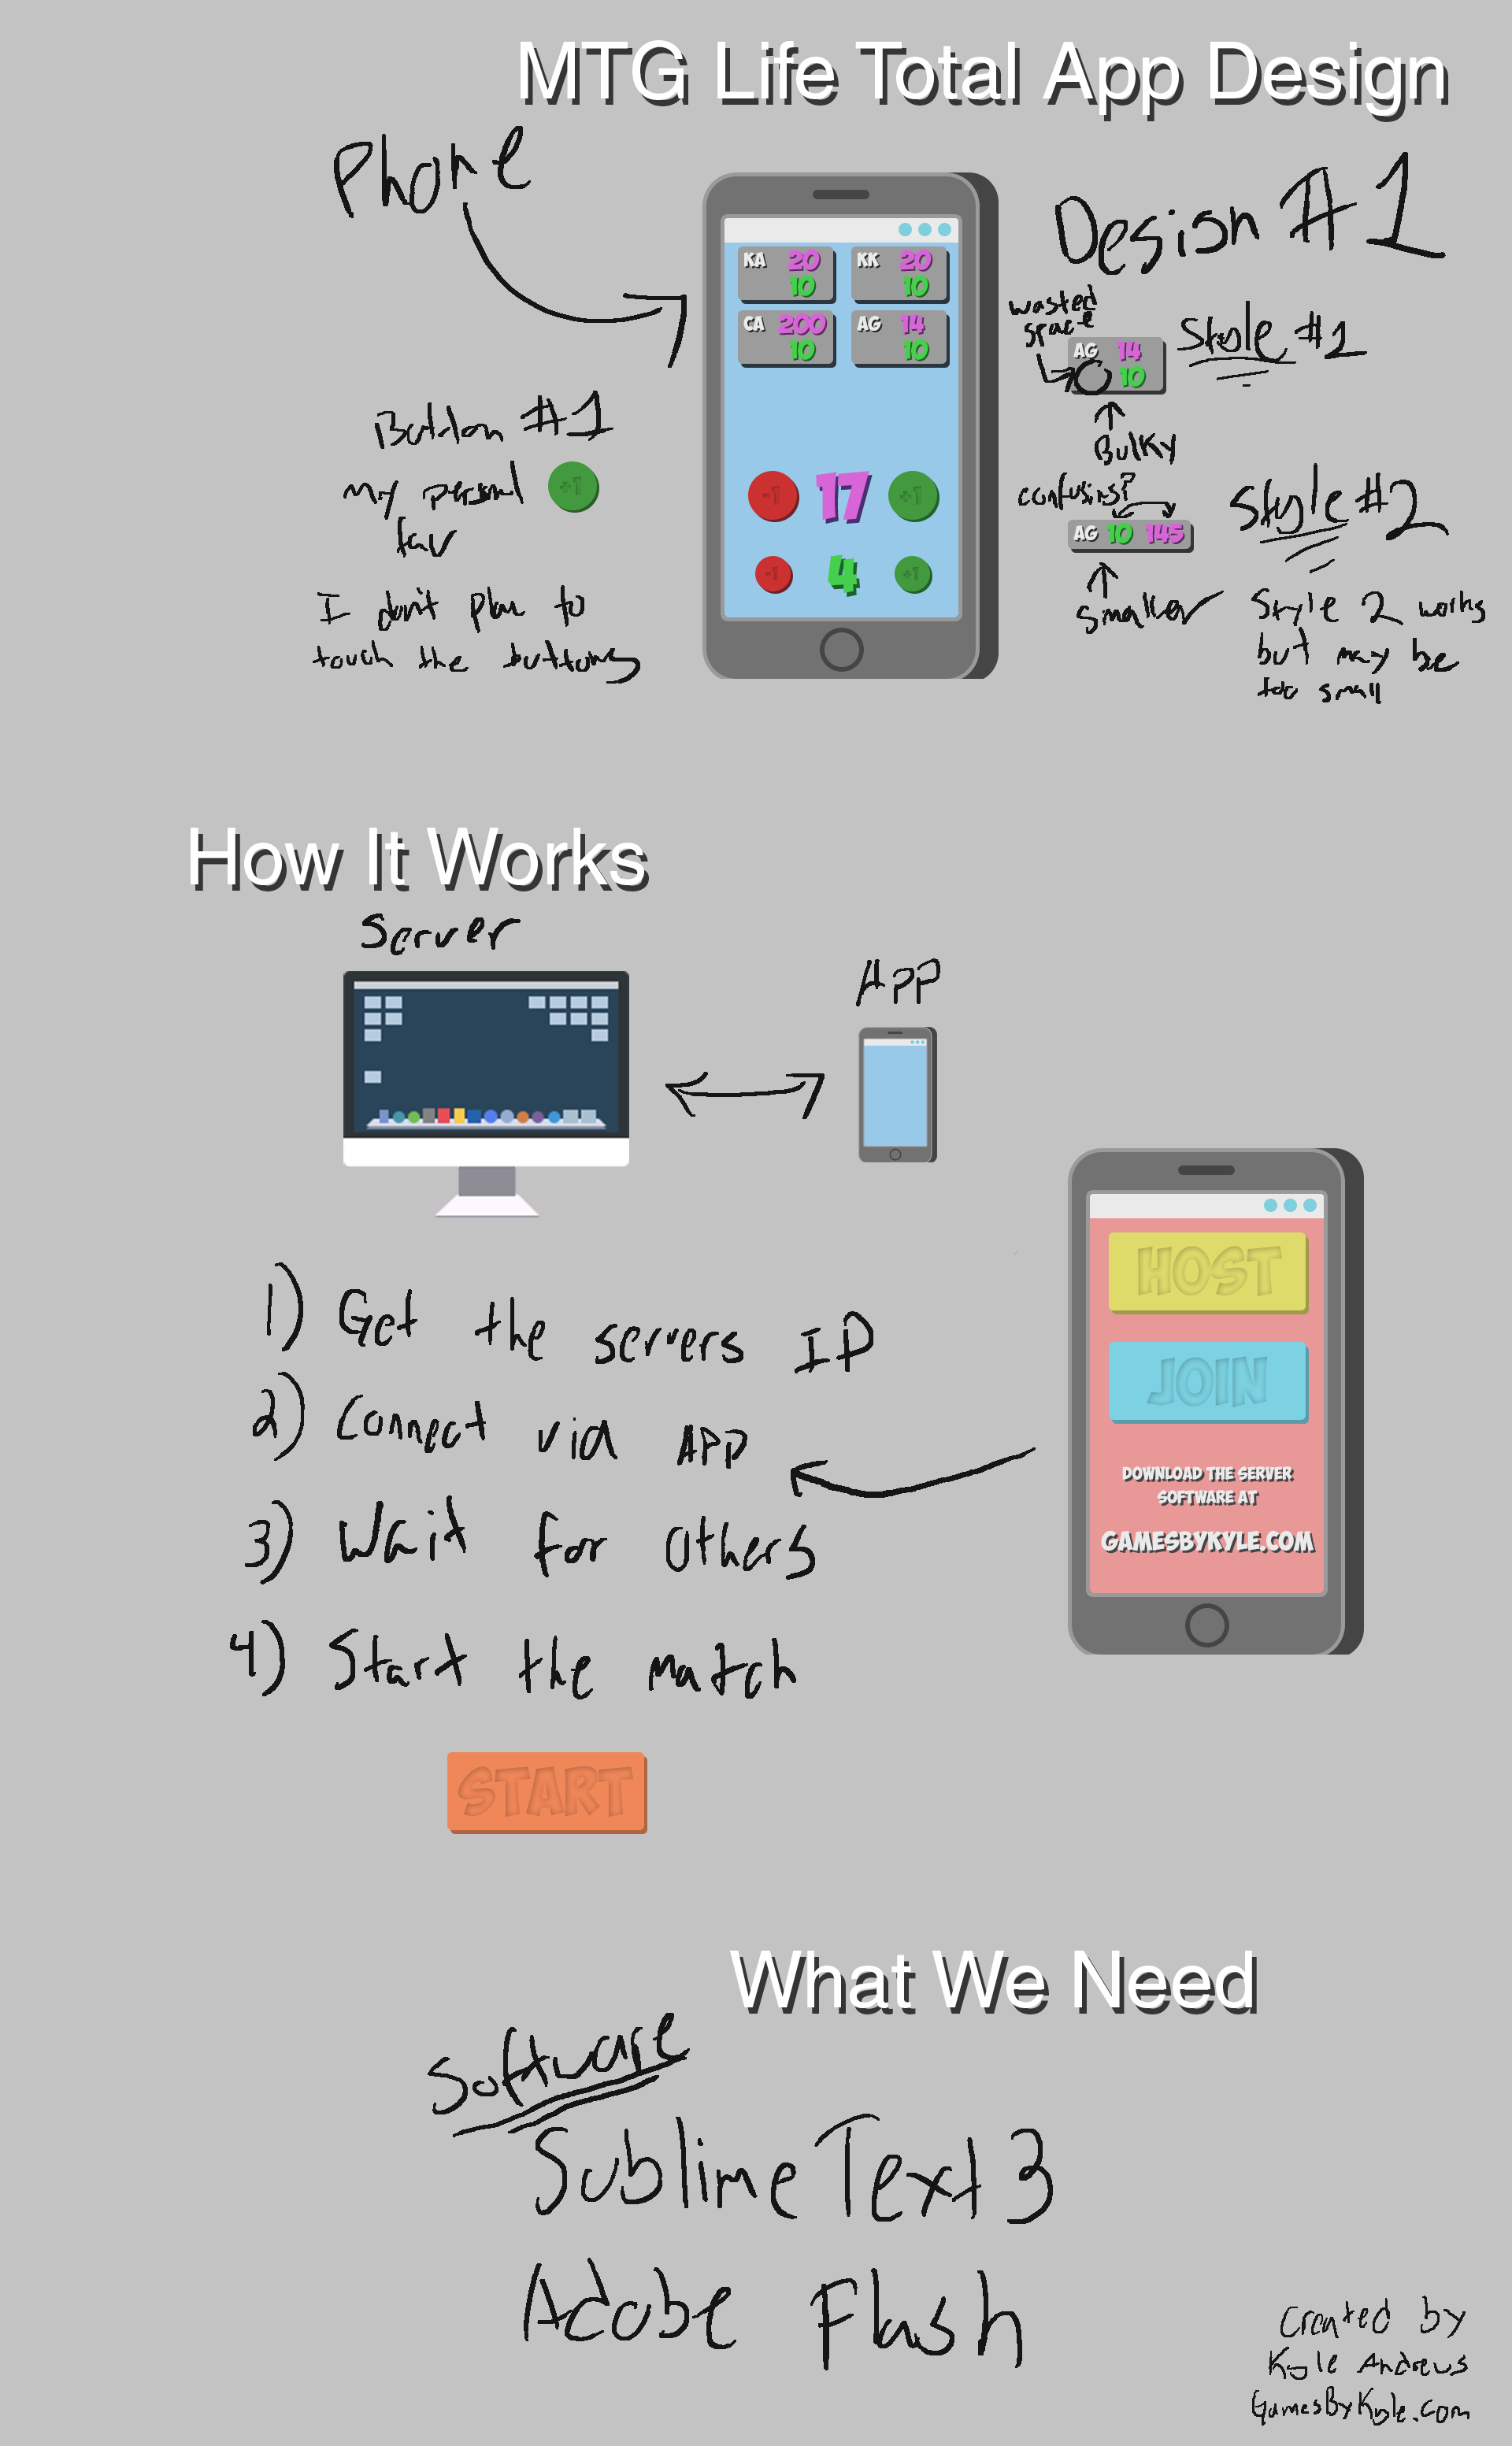 MTG Life Total App Design
Phone
Design #1
KA 20
10
KK 20
10
CA 200
10
AG 14
10
-1 17 +1
-1 4 +1
wasted
space
AG 14
10
Style #1
Bulky
confusing?
AG 10 145
Style #2
Smaller
Style 2 works
but may be
too small
Button #1
my personal +1
fav
I don't plan to
touch the buttons
How It Works
Server
APP
1) Get the servers IP
2) Connect via APP
3) Wait for others
4) Start the match
START
HOST
JOIN
DOWNLOAD THE SERVER
SOFTWARE AT
GAMESBYKYLE.COM
What We Need
Software
Sublime Text 3
Adobe Flash
Created by
Kyle Andrews
GamesByKyle.com